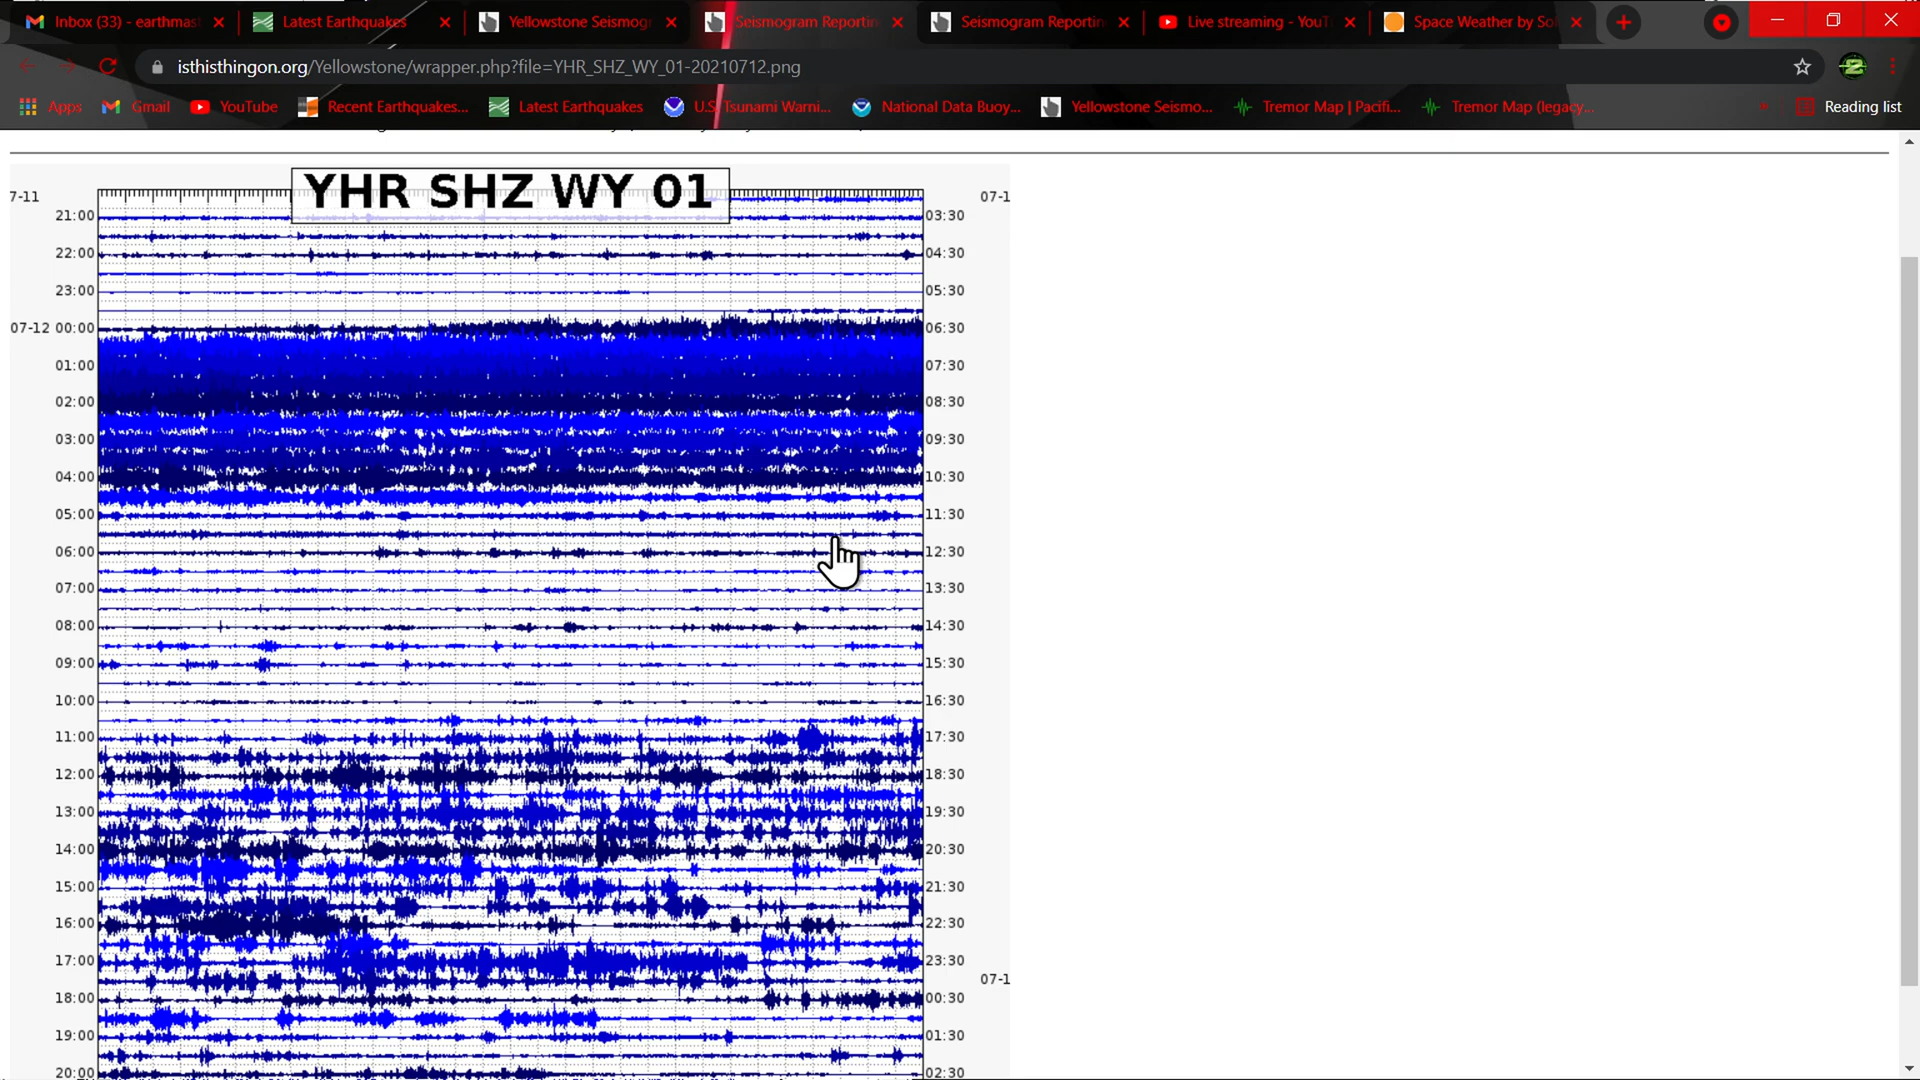 Inbox (33) - earthmast
Latest Earthquakes
Yellowstone Seismog
Seismogram Reportin
Seismogram Reportin
Live streaming - YouT
Space Weather by Sol
isthisthingon.org/Yellowstone/wrapper.php?file=YHR_SHZ_WY_01-20210712.png
Apps
Gmail
YouTube
Recent Earthquakes...
Latest Earthquakes
U.S. Tsunami Warni...
National Data Buoy...
Yellowstone Seismo...
Tremor Map | Pacifi...
Tremor Map (legacy...
Reading list
YHR SHZ WY 01
7-11
07-1
21:00
03:30
22:00
04:30
23:00
05:30
07-12 00:00
06:30
01:00
07:30
02:00
08:30
03:00
09:30
04:00
10:30
05:00
11:30
06:00
12:30
07:00
13:30
08:00
14:30
09:00
15:30
10:00
16:30
11:00
17:30
12:00
18:30
13:00
19:30
14:00
20:30
15:00
21:30
16:00
22:30
17:00
23:30
07-1
18:00
00:30
19:00
01:30
20:00
02:30